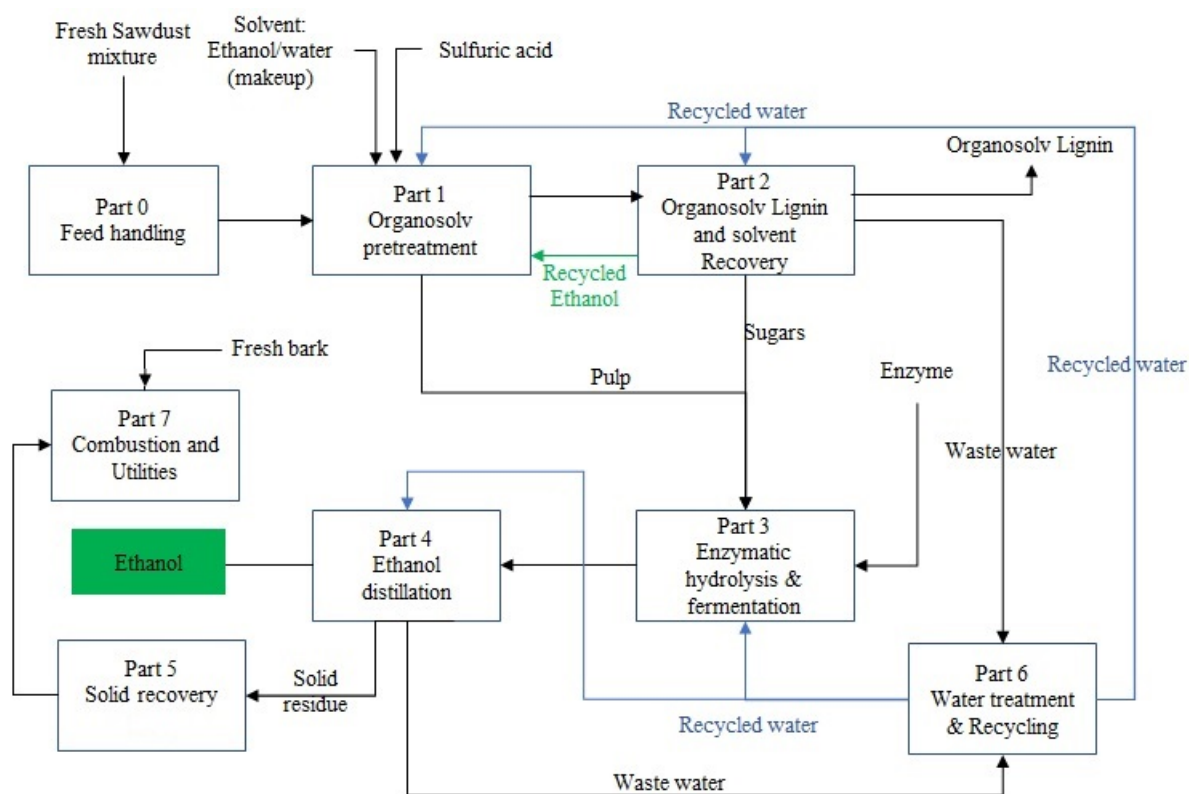 Fresh Sawdust
mixture
Solvent:
Ethanol/water
(makeup)
Sulfuric acid
Recycled water
Organosolv Lignin
Part 0
Feed handling
Part 1
Organosolv
pretreatment
Part 2
Organosolv Lignin
and solvent
Recovery
Recycled
Ethanol
Sugars
Fresh bark
Pulp
Enzyme
Recycled water
Part 7
Combustion and
Utilities
Waste water
Ethanol
Part 4
Ethanol
distillation
Part 3
Enzymatic
hydrolysis &
fermentation
Part 5
Solid recovery
Solid
residue
Part 6
Water treatment
& Recycling
Recycled water
Waste water